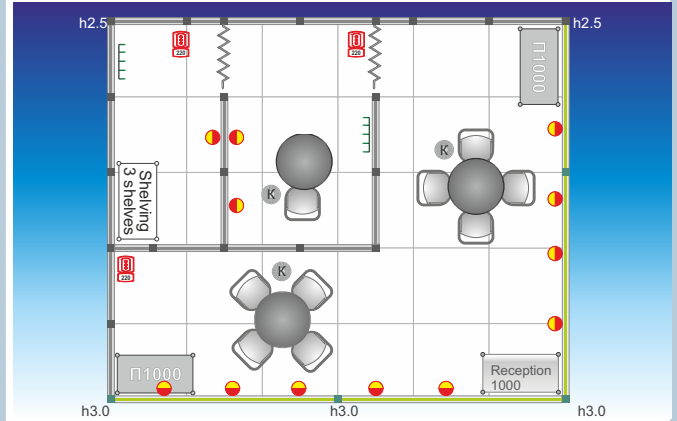 h2.5
h2.5
220
220
П1000
K
K
Shelving
3 shelves
220
K
П1000
Reception
1000
h3.0
h3.0
h3.0